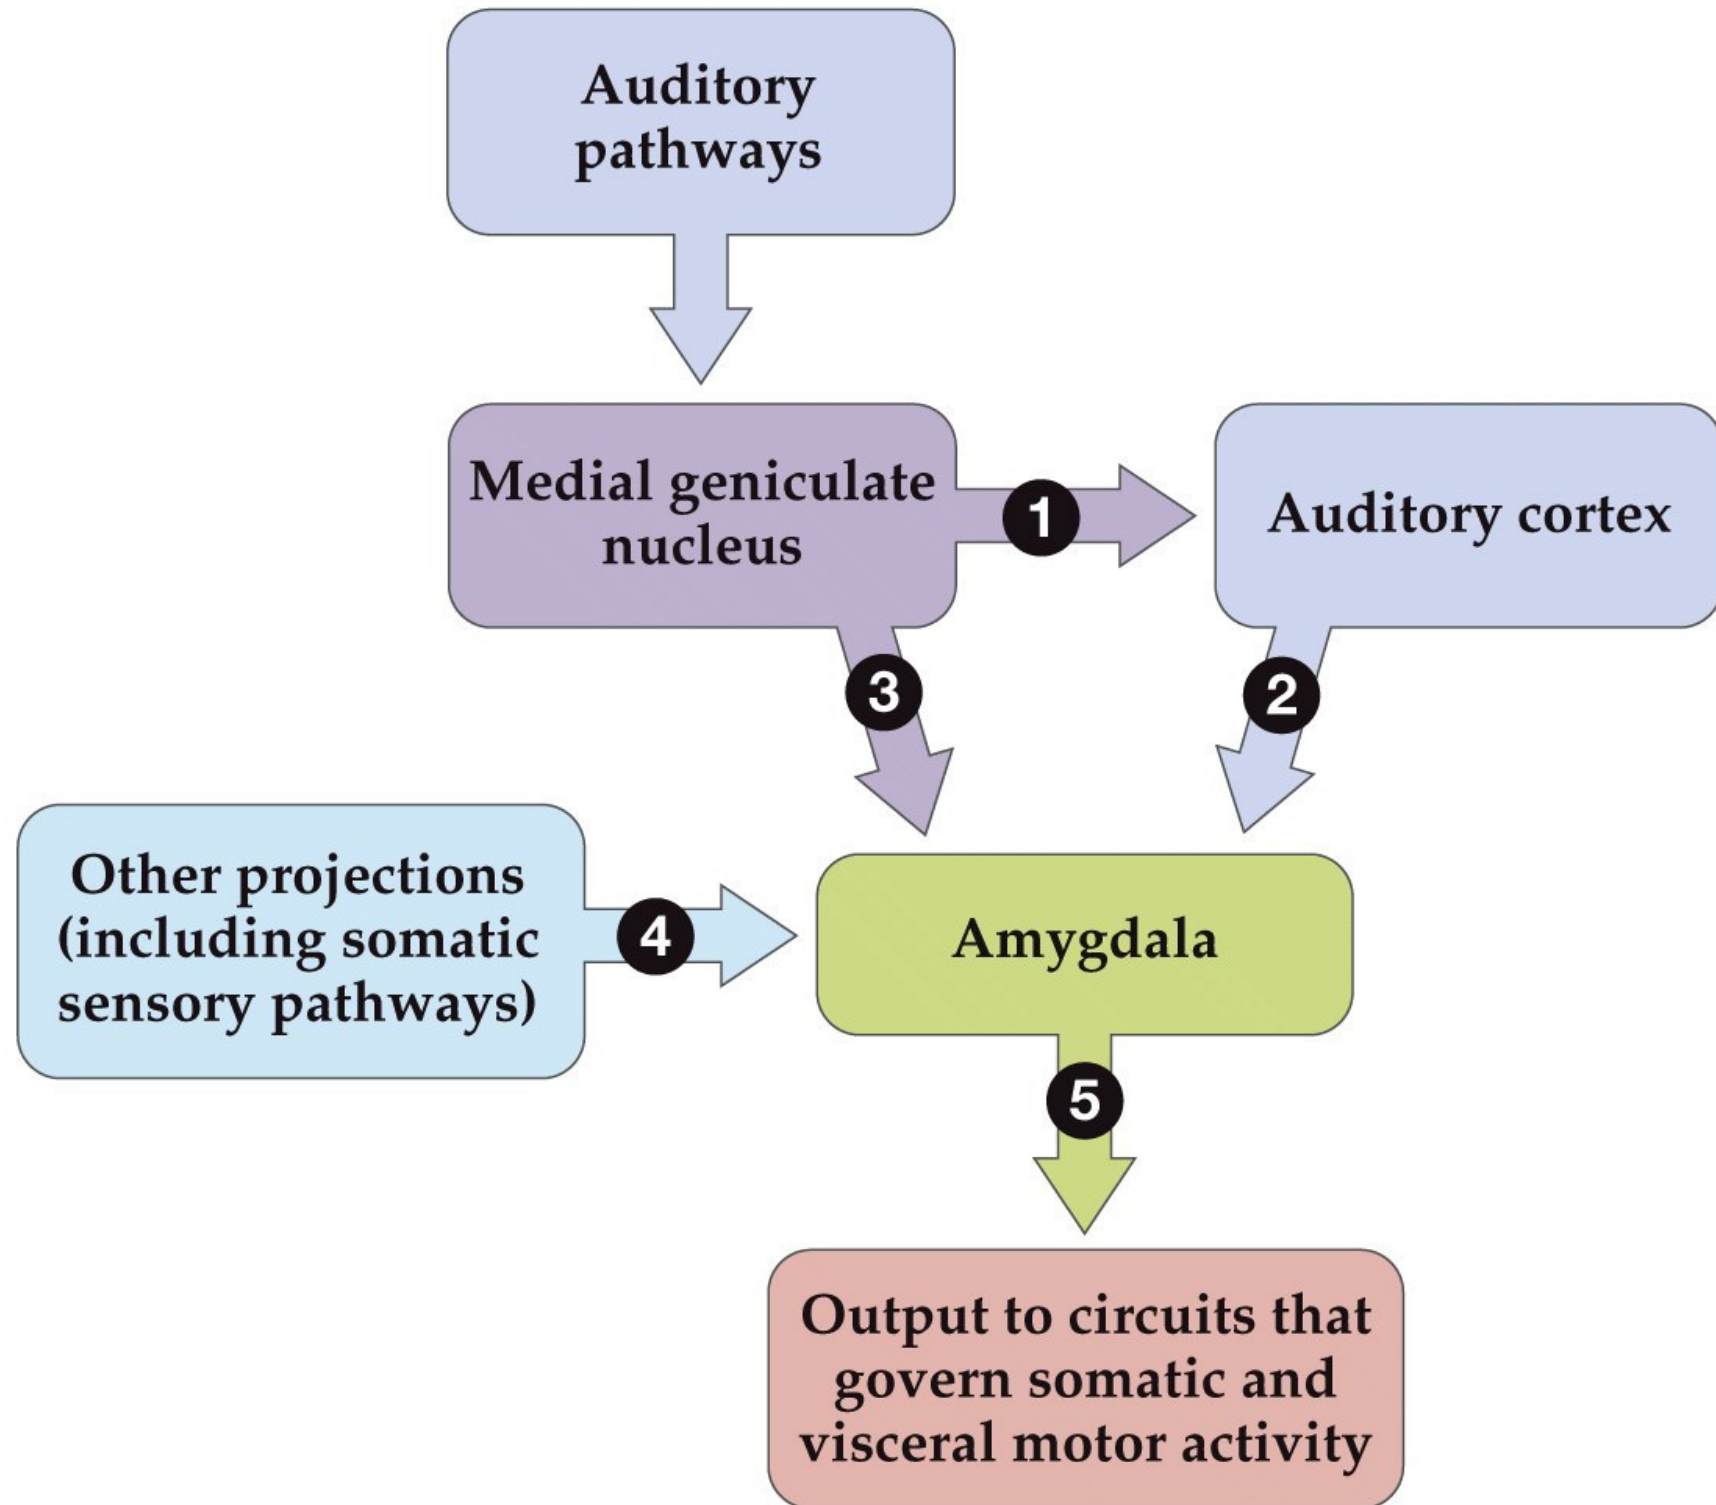 Auditory
pathways
Medial geniculate
nucleus
1
Auditory cortex
3
2
Other projections
(including somatic
sensory pathways)
4
Amygdala
5
Output to circuits that
govern somatic and
visceral motor activity